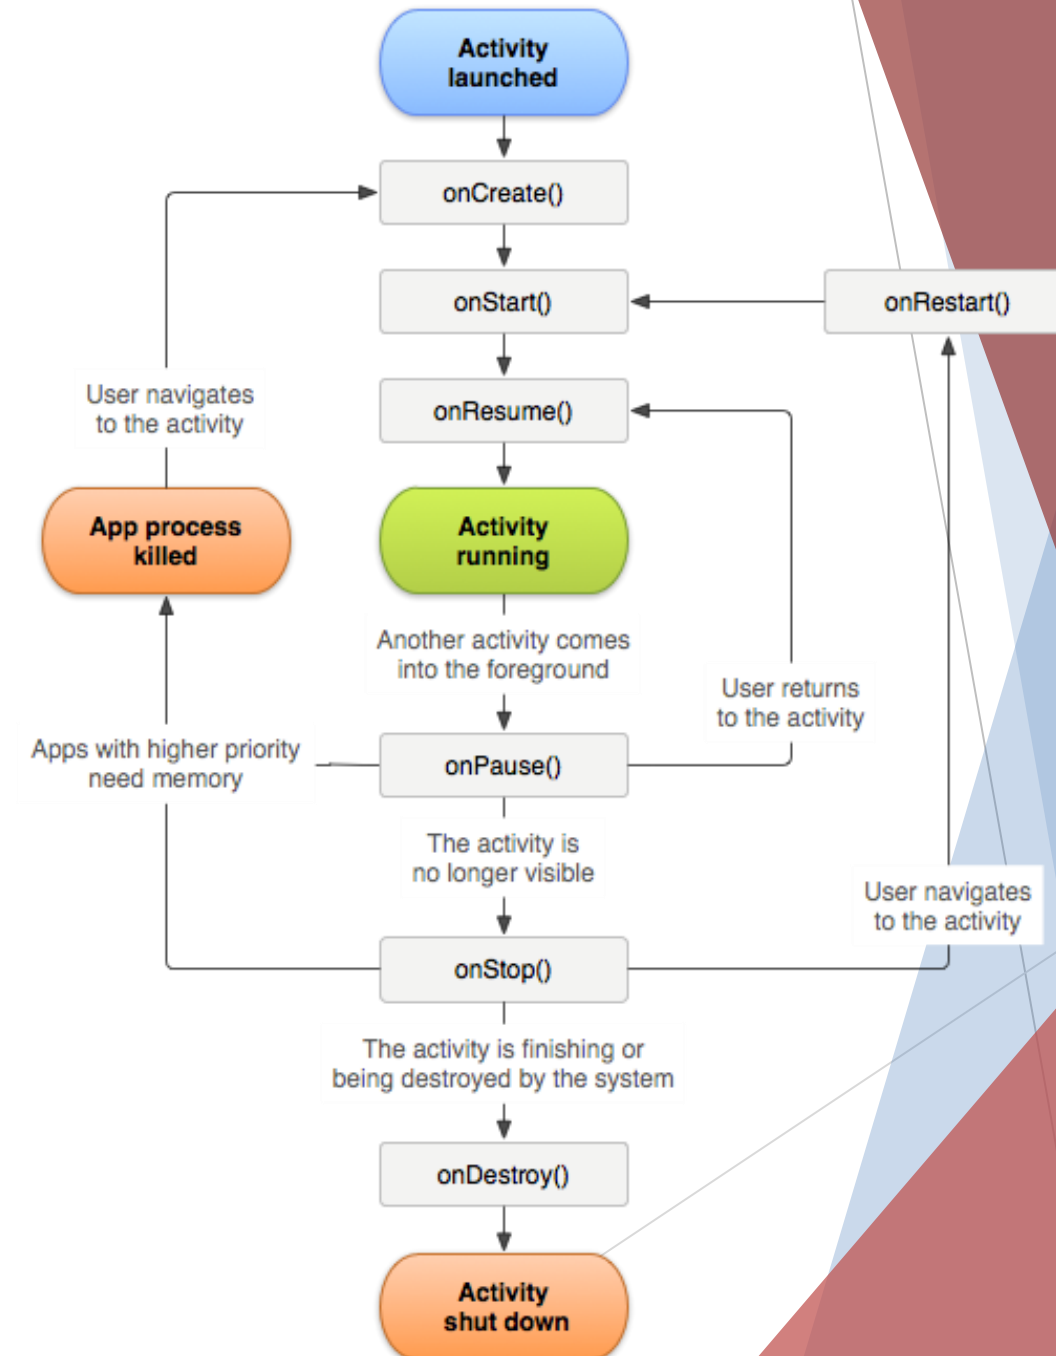 Activity
launched
onCreate()
onStart()
onRestart()
User navigates
to the activity
onResume()
App process
killed
Activity
running
Another activity comes
into the foreground
User returns
to the activity
Apps with higher priority
need memory
onPause()
The activity is
no longer visible
User navigates
to the activity
onStop()
The activity is finishing or
being destroyed by the system
onDestroy()
Activity
shut down